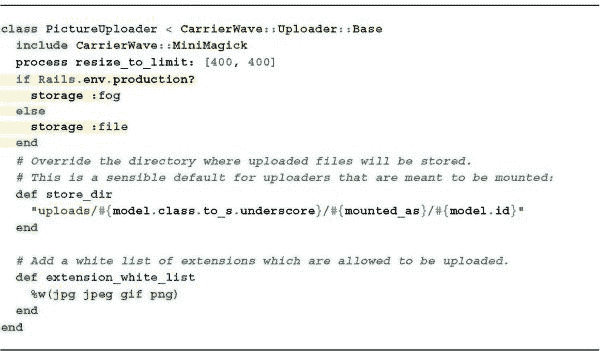 class PictureUploader < CarrierWave::Uploader::Base
  include CarrierWave::MiniMagick
  process resize_to_limit: [400, 400]
  if Rails.env.production?
    storage :fog
  else
    storage :file
  end
  # Override the directory where uploaded files will be stored.
  # This is a sensible default for uploaders that are meant to be mounted:
  def store_dir
    "uploads/#{model.class.to_s.underscore}/#{mounted_as}/#{model.id}"
  end

  # Add a white list of extensions which are allowed to be uploaded.
  def extension_white_list
    %w(jpg jpeg gif png)
  end
end